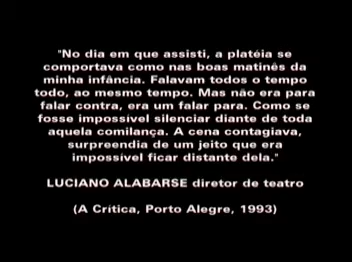 "No dia em que assisti, a platéia se
comportava como nas boas matinês da
minha infância. Falavam todos o tempo
todo, ao mesmo tempo. Mas não era para
falar contra, era um falar para. Como se
fosse impossível silenciar diante de toda
aquela comilança. A cena contagiava,
surpreendia de um jeito que era
impossível ficar distante dela."
LUCIANO ALABARSE diretor de teatro
(A Crítica, Porto Alegre, 1993)